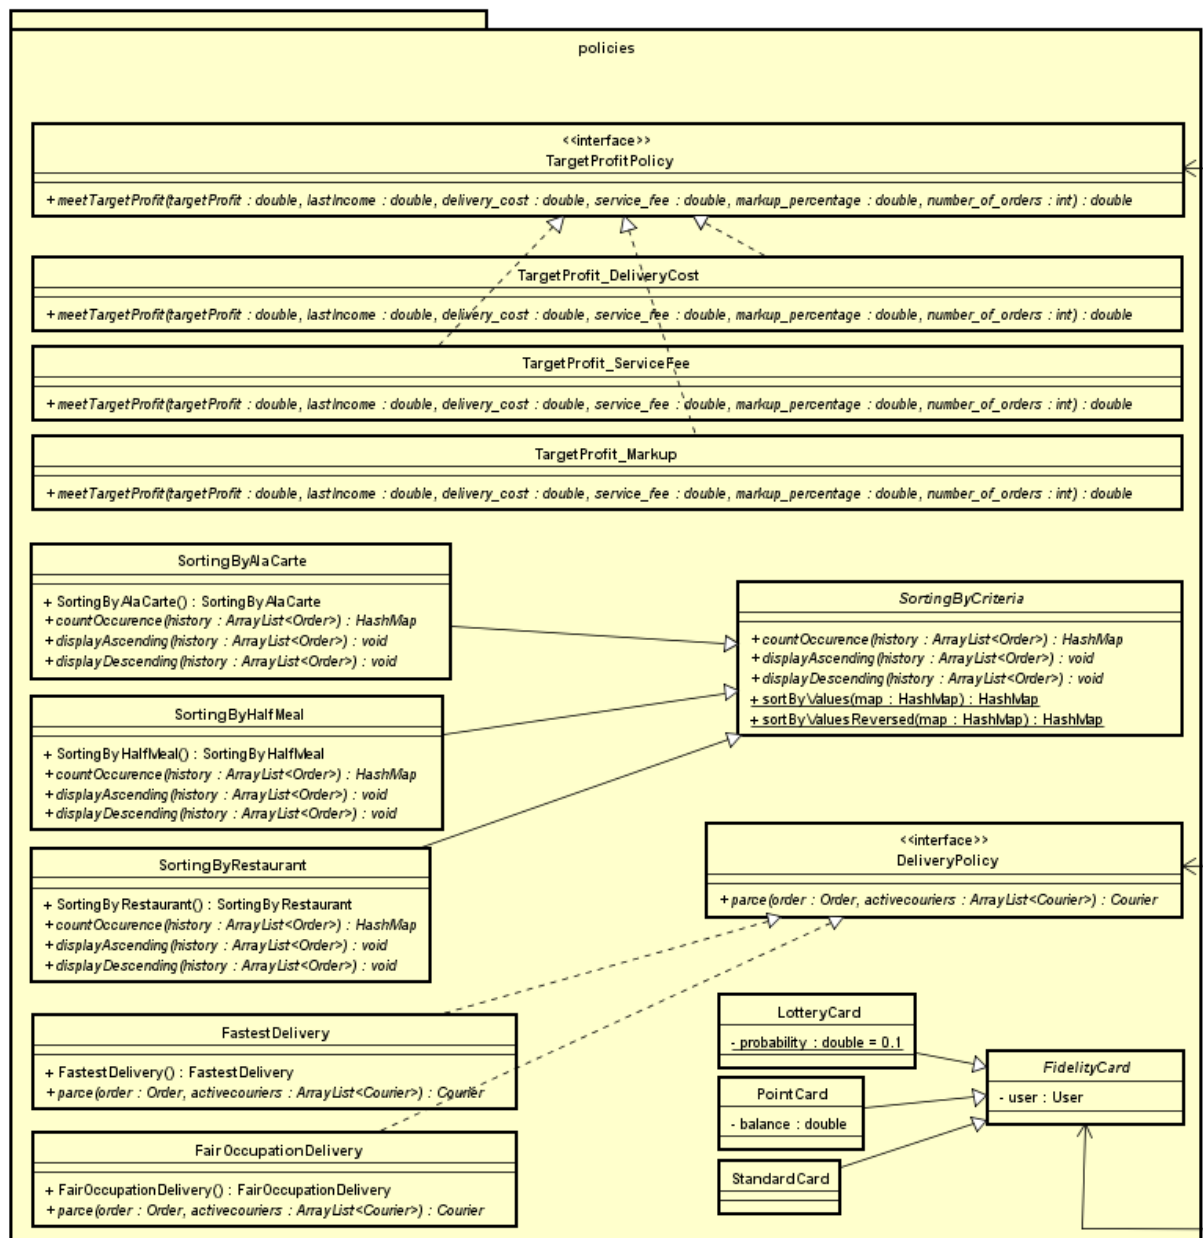 policies
<<interface>>
TargetProfitPolicy
+ meetTargetProfit(targetProfit : double, lastIncome : double, delivery_cost : double, service_fee : double, markup_percentage : double, number_of_orders : int) : double
TargetProfit_DeliveryCost
+ meetTargetProfit(targetProfit : double, lastIncome : double, delivery_cost : double, service_fee : double, markup_percentage : double, number_of_orders : int) : double
TargetProfit_ServiceFee
+ meetTargetProfit(targetProfit : double, lastIncome : double, delivery_cost : double, service_fee : double, markup_percentage : double, number_of_orders : int) : double
TargetProfit_Markup
+ meetTargetProfit(targetProfit : double, lastIncome : double, delivery_cost : double, service_fee : double, markup_percentage : double, number_of_orders : int) : double
SortingByAlaCarte
+ SortingByAlaCarte() : SortingByAlaCarte
+ countOccurence(history : ArrayList<Order>) : HashMap
+ displayAscending(history : ArrayList<Order>) : void
+ displayDescending(history : ArrayList<Order>) : void
SortingByCriteria
+ countOccurence(history : ArrayList<Order>) : HashMap
+ displayAscending(history : ArrayList<Order>) : void
+ displayDescending(history : ArrayList<Order>) : void
+ sortByValues(map : HashMap) : HashMap
+ sortByValuesReversed(map : HashMap) : HashMap
SortingByHalfMeal
+ SortingByHalfMeal() : SortingByHalfMeal
+ countOccurence(history : ArrayList<Order>) : HashMap
+ displayAscending(history : ArrayList<Order>) : void
+ displayDescending(history : ArrayList<Order>) : void
SortingByRestaurant
+ SortingByRestaurant() : SortingByRestaurant
+ countOccurence(history : ArrayList<Order>) : HashMap
+ displayAscending(history : ArrayList<Order>) : void
+ displayDescending(history : ArrayList<Order>) : void
<<interface>>
DeliveryPolicy
+ parce(order : Order, activecouriers : ArrayList<Courier>) : Courier
FastestDelivery
+ FastestDelivery() : FastestDelivery
+ parce(order : Order, activecouriers : ArrayList<Courier>) : Courier
FairOccupationDelivery
+ FairOccupationDelivery() : FairOccupationDelivery
+ parce(order : Order, activecouriers : ArrayList<Courier>) : Courier
LotteryCard
- probability : double = 0.1
PointCard
- balance : double
StandardCard
FidelityCard
- user : User